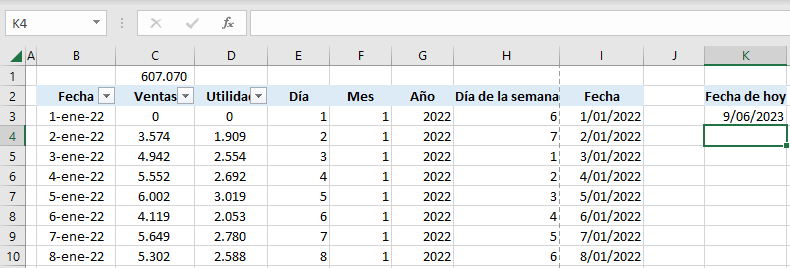 K4 fx
A B C D E F G H I J K
1 607.070
2 Fecha Ventas Utilidad Día Mes Año Día de la semana Fecha Fecha de hoy
3 1-ene-22 0 0 1 1 2022 6 1/01/2022 9/06/2023
4 2-ene-22 3.574 1.909 2 1 2022 7 2/01/2022
5 3-ene-22 4.942 2.554 3 1 2022 1 3/01/2022
6 4-ene-22 5.552 2.692 4 1 2022 2 4/01/2022
7 5-ene-22 6.002 3.019 5 1 2022 3 5/01/2022
8 6-ene-22 4.119 2.053 6 1 2022 4 6/01/2022
9 7-ene-22 5.649 2.780 7 1 2022 5 7/01/2022
10 8-ene-22 5.302 2.588 8 1 2022 6 8/01/2022